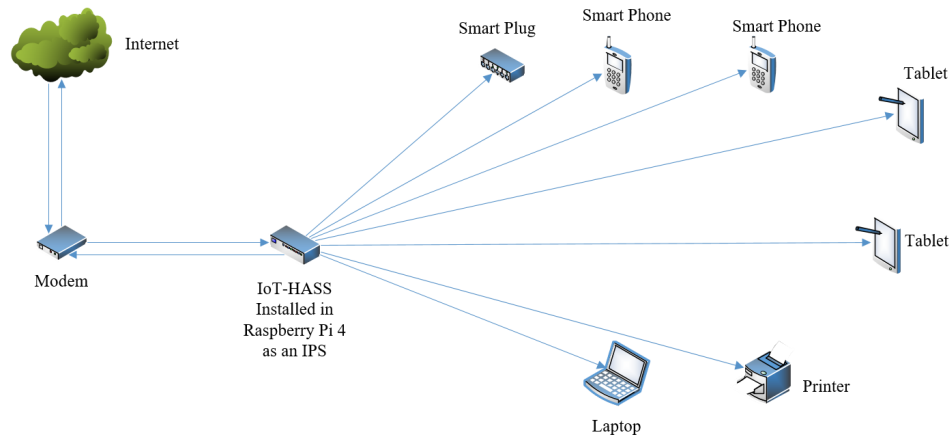 Internet
Smart Plug
Smart Phone
Smart Phone
Tablet
Modem
IoT-HASS
Installed in
Raspberry Pi 4
as an IPS
Tablet
Laptop
Printer